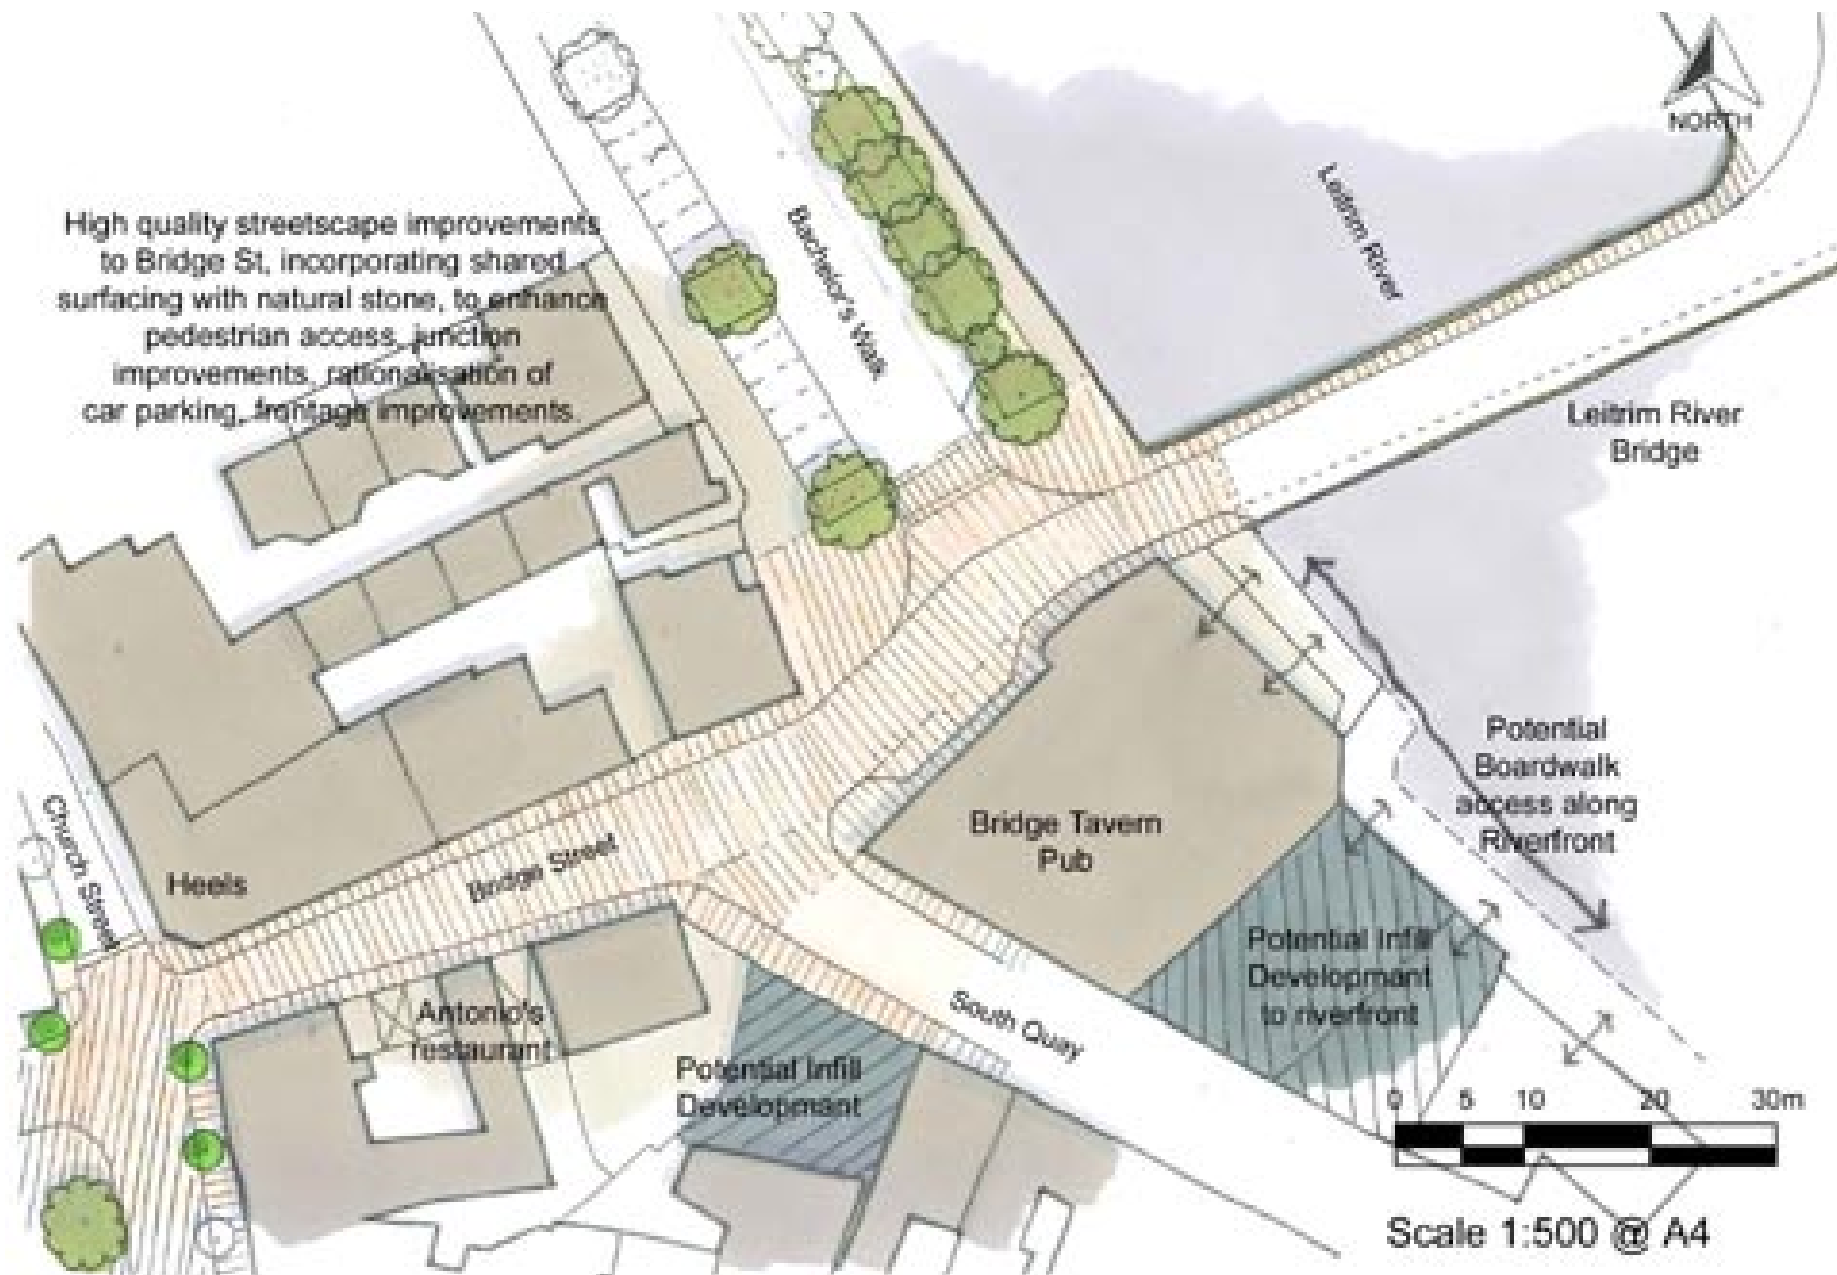 NORTH
Leitrim River
High quality streetscape improvements
to Bridge St, incorporating shared
surfacing with natural stone, to enhance
pedestrian access, junction
improvements, rationalisation of
car parking, frontage improvements.
Bachelor's Walk
Leitrim River
Bridge
Potential
Boardwalk
access along
Riverfront
Bridge Tavern
Pub
Church Street
Heels
Bridge Street
Potential Infill
Developmant
to riverfront
Antonio's
restaurant
South Quay
Potential Infill
Developmant
0 5 10 20 30m
Scale 1:500 @ A4